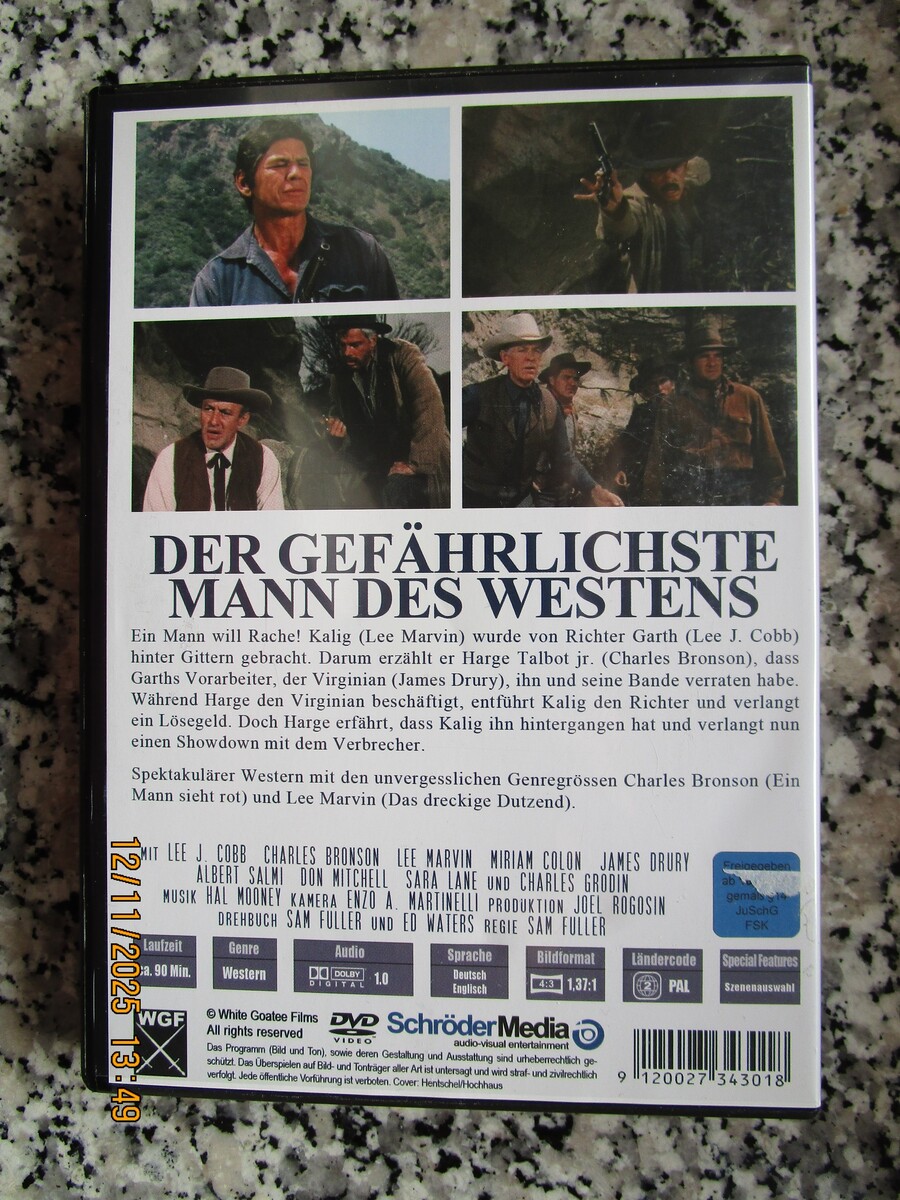 DER GEFÄHRLICHSTE
MANN DES WESTENS
Ein Mann will Rache! Kalig (Lee Marvin) wurde von Richter Garth (Lee J. Cobb)
hinter Gittern gebracht. Darum erzählt er Harge Talbot jr. (Charles Bronson), dass
Garths Vorarbeiter, der Virginian (James Drury), ihn und seine Bande verraten habe.
Während Harge den Virginian beschäftigt, entführt Kalig den Richter und verlangt
ein Lösegeld. Doch Harge erfährt, dass Kalig ihn hintergangen hat und verlangt nun
einen Showdown mit dem Verbrecher.
Spektakulärer Western mit den unvergesslichen Genregrössen Charles Bronson (Ein
Mann sieht rot) und Lee Marvin (Das dreckige Dutzend).
MIT LEE J. COBB CHARLES BRONSON LEE MARVIN MIRIAM COLON JAMES DRURY
ALBERT SALMI DON MITCHELL SARA LANE UND CHARLES GRODIN
MUSIK HAL MOONEY KAMERA ENZO A. MARTINELLI PRODUKTION JOEL ROGOSIN
DREHBUCH SAM FULLER UND ED WATERS REGIE SAM FULLER
Freigegeben
ab
gemäß §14
JuSchG
FSK
Laufzeit
ca. 90 Min.
Genre
Western
Audio
DOLBY
DIGITAL 1.0
Sprache
Deutsch
Englisch
Bildformat
4:3 1,37:1
Ländercode
2 PAL
Special Features
Szenenauswahl
WGF
© White Goatee Films
All rights reserved
DVD
VIDEO
SchröderMedia
audio-visual entertainment
Das Programm (Bild und Ton), sowie deren Gestaltung und Ausstattung sind urheberrechtlich ge-
schützt. Das Überspielen auf Bild- und Tonträger aller Art ist untersagt und wird straf- und zivilrechtlich
verfolgt. Jede öffentliche Vorführung ist verboten. Cover: Hentschel/Hochhaus
9 120027 343018
12/11/2025 13:49